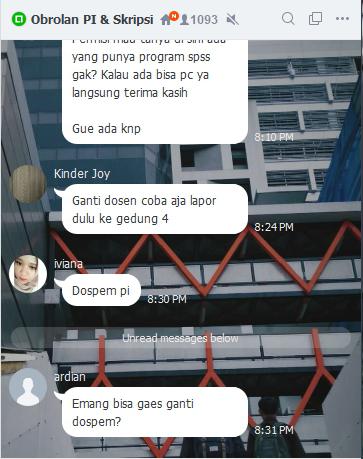 Obrolan PI & Skripsi N 1093
Permisi mau tanya di sini ada
yang punya program spss
gak? Kalau ada bisa pc ya
langsung terima kasih
Gue ada knp
8:10 PM
Kinder Joy
Ganti dosen coba aja lapor
dulu ke gedung 4
8:24 PM
iviana
Dospem pi
8:30 PM
Unread messages below
ardian
Emang bisa gaes ganti
dospem?
8:31 PM